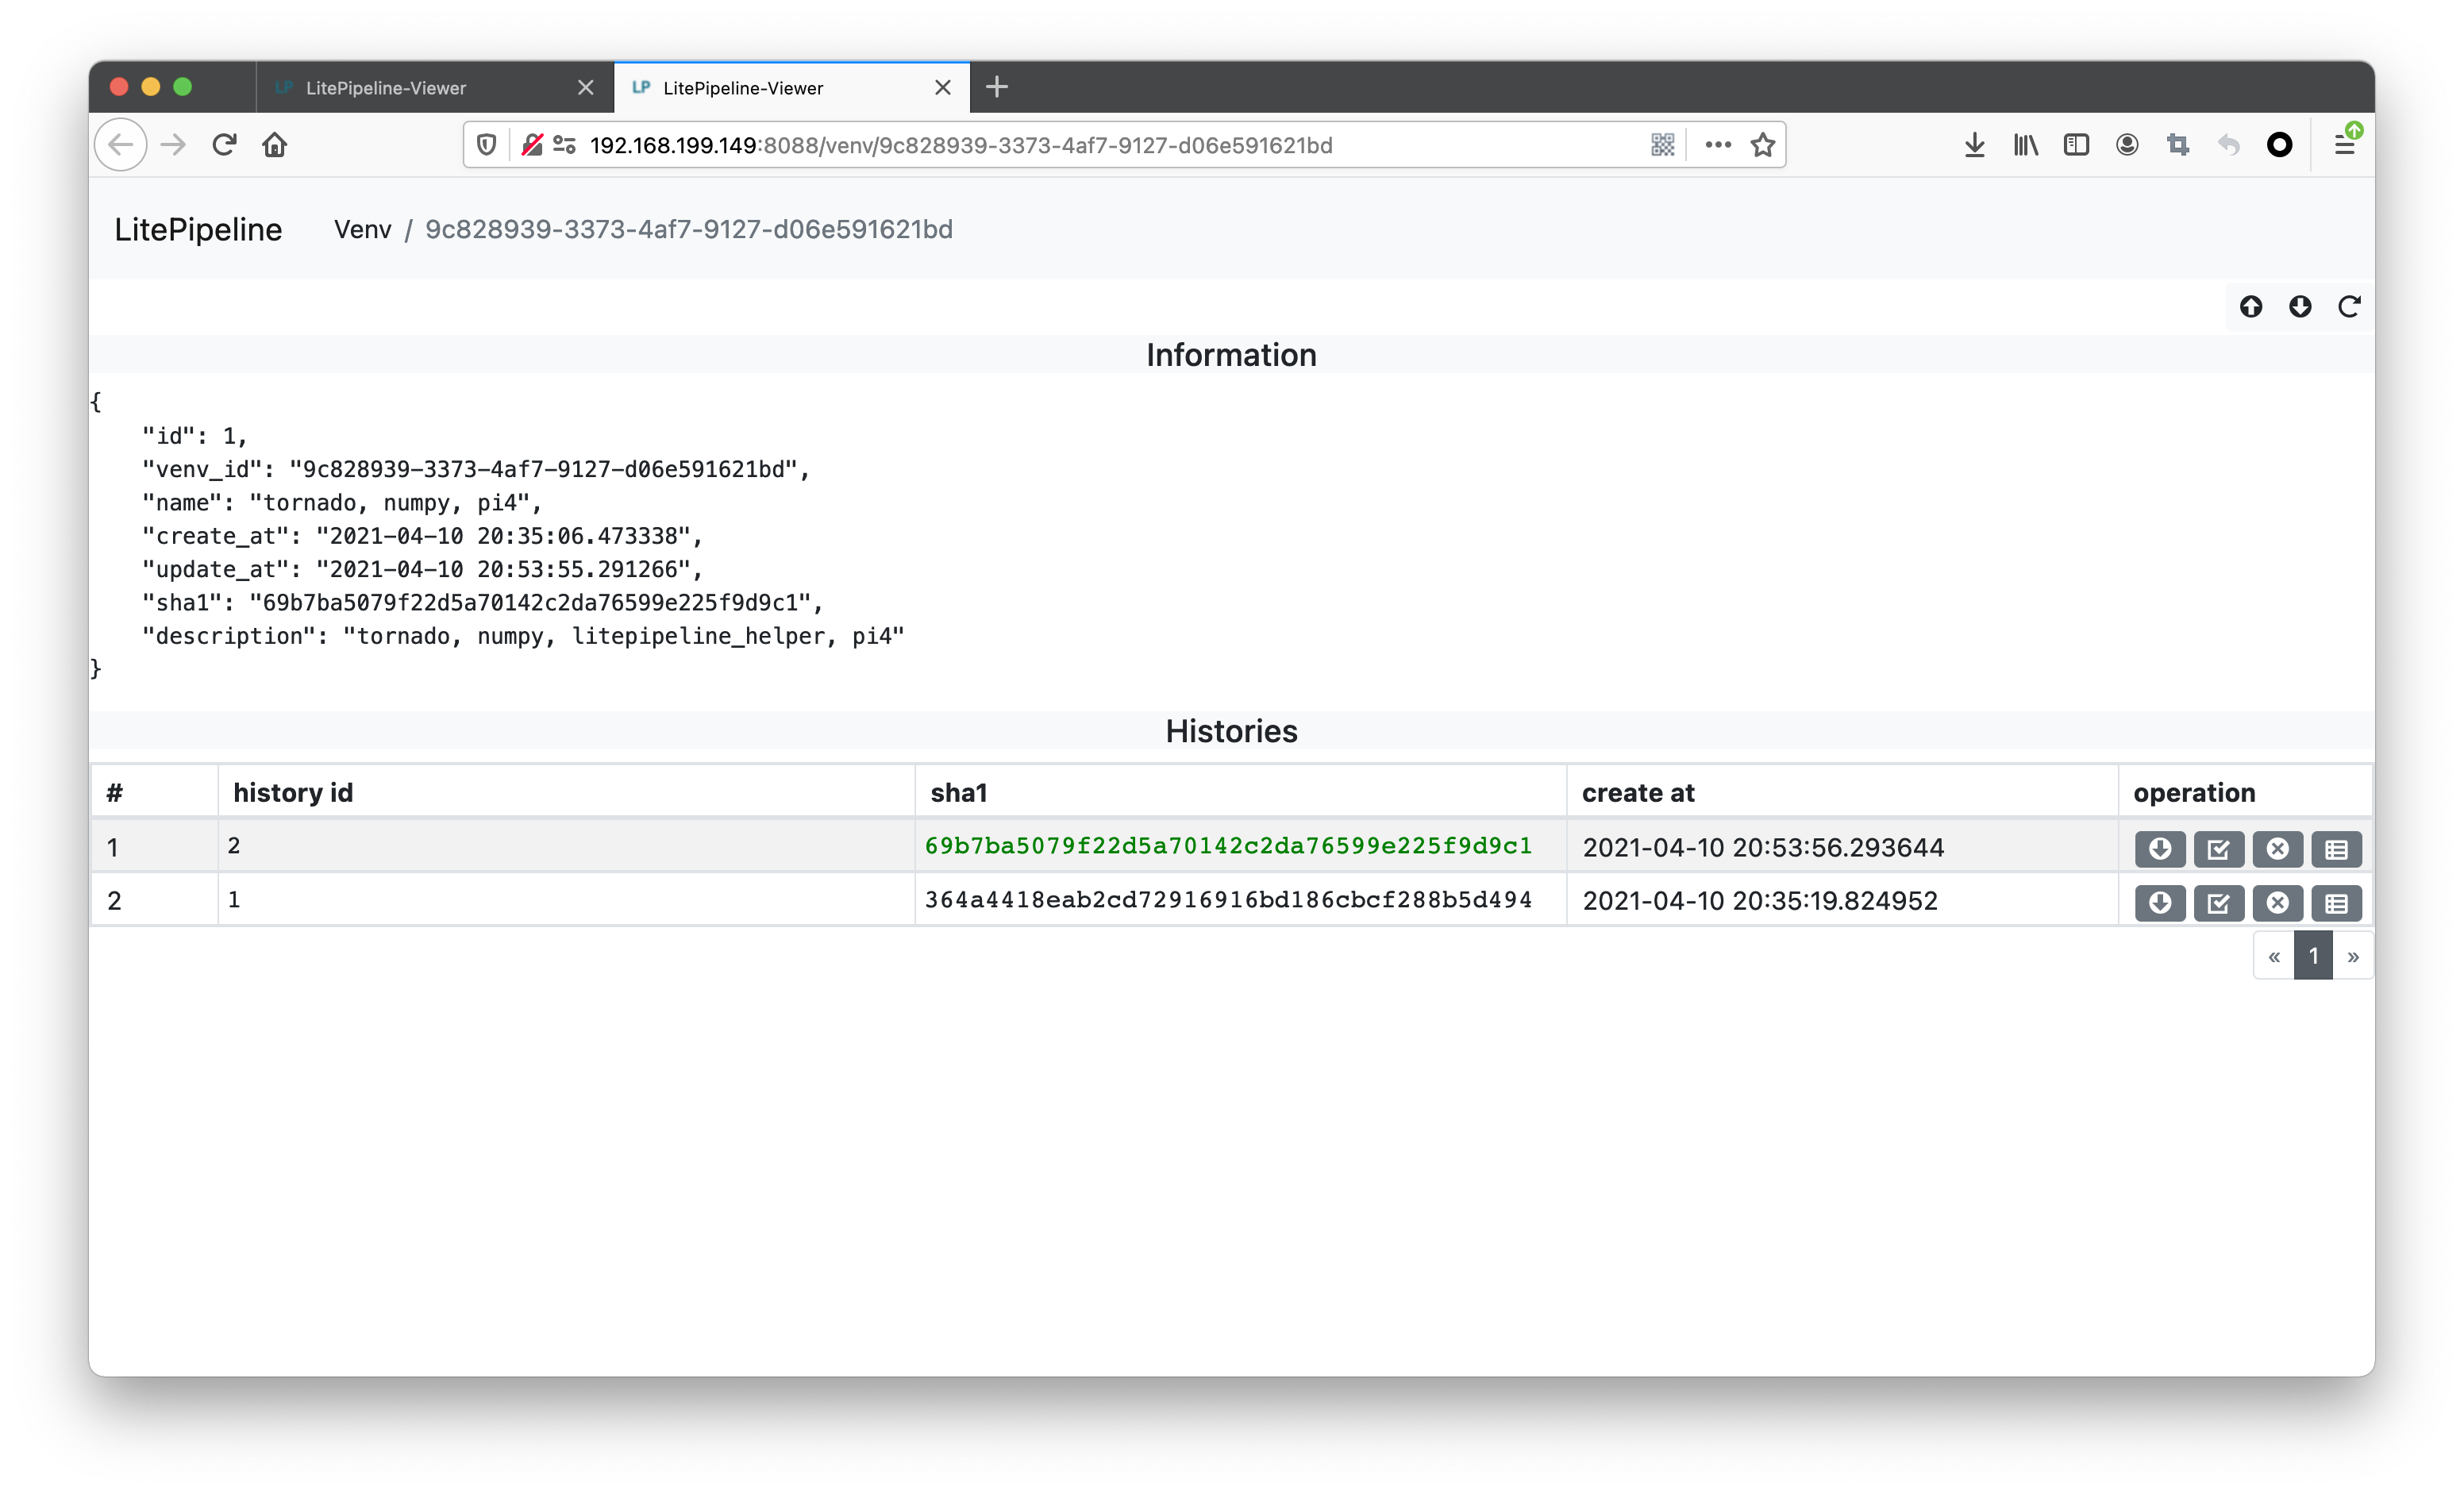 LP LitePipeline-Viewer
LP LitePipeline-Viewer
192.168.199.149:8088/venv/9c828939-3373-4af7-9127-d06e591621bd
LitePipeline Venv / 9c828939-3373-4af7-9127-d06e591621bd
Information
{
"id": 1,
"venv_id": "9c828939-3373-4af7-9127-d06e591621bd",
"name": "tornado, numpy, pi4",
"create_at": "2021-04-10 20:35:06.473338",
"update_at": "2021-04-10 20:53:55.291266",
"sha1": "69b7ba5079f22d5a70142c2da76599e225f9d9c1",
"description": "tornado, numpy, litepipeline_helper, pi4"
}
Histories
# history id sha1 create at operation
1 2 69b7ba5079f22d5a70142c2da76599e225f9d9c1 2021-04-10 20:53:56.293644
2 1 364a4418eab2cd72916916bd186cbcf288b5d494 2021-04-10 20:35:19.824952
« 1 »